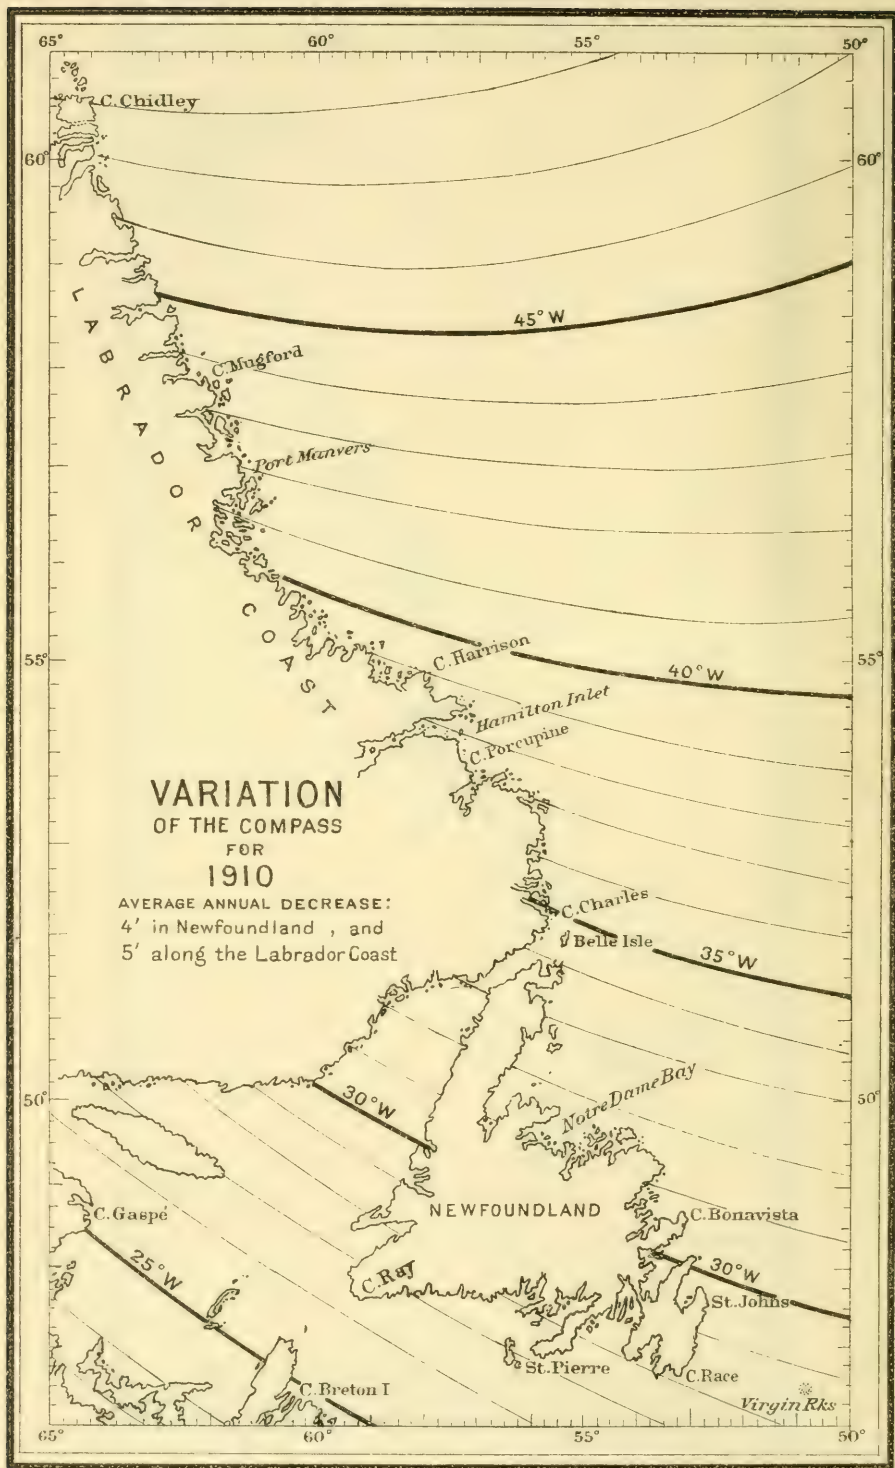 65° 60° 55° 50°
C.Chidley
60° 60°
45° W
C.Mugford
LABRADOR COAST
Port Manvers
55° 55°
C.Harrison
40° W
Hamilton Inlet
C.Porcupine
VARIATION
OF THE COMPASS
FOR
1910
AVERAGE ANNUAL DECREASE:
4' in Newfoundland , and
5' along the Labrador Coast
C.Charles
Belle Isle
35° W
50° 50°
30° W
Notre Dame Bay
NEWFOUNDLAND
C.Gaspé
C.Bonavista
25° W
C.Ray
30° W
St.Johns
St.Pierre
C.Race
C.Breton I
Virgin Rks
65° 60° 55° 50°